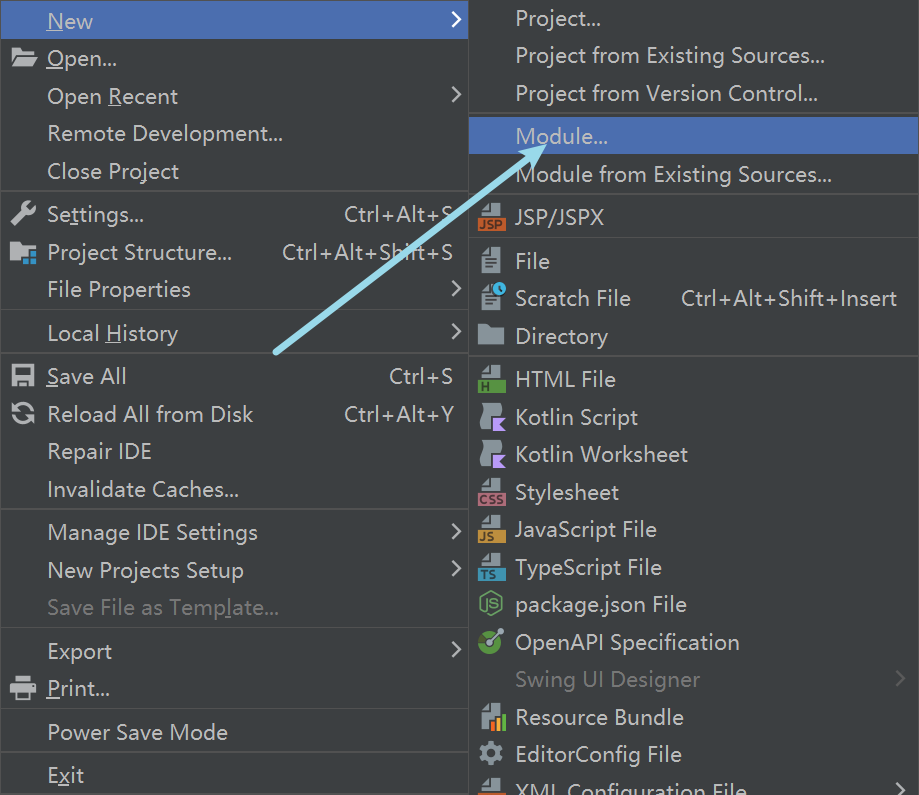 New
Open...
Open Recent
Remote Development...
Close Project
Settings... Ctrl+Alt+S
Project Structure... Ctrl+Alt+Shift+S
File Properties
Local History
Save All Ctrl+S
Reload All from Disk Ctrl+Alt+Y
Repair IDE
Invalidate Caches...
Manage IDE Settings
New Projects Setup
Save File as Template...
Export
Print...
Power Save Mode
Exit
Project...
Project from Existing Sources...
Project from Version Control...
Module...
Module from Existing Sources...
JSP JSP/JSPX
File
Scratch File Ctrl+Alt+Shift+Insert
Directory
H HTML File
Kotlin Script
Kotlin Worksheet
CSS Stylesheet
JS JavaScript File
TS TypeScript File
JS package.json File
OpenAPI Specification
Swing UI Designer
Resource Bundle
EditorConfig File
XML Configuration File